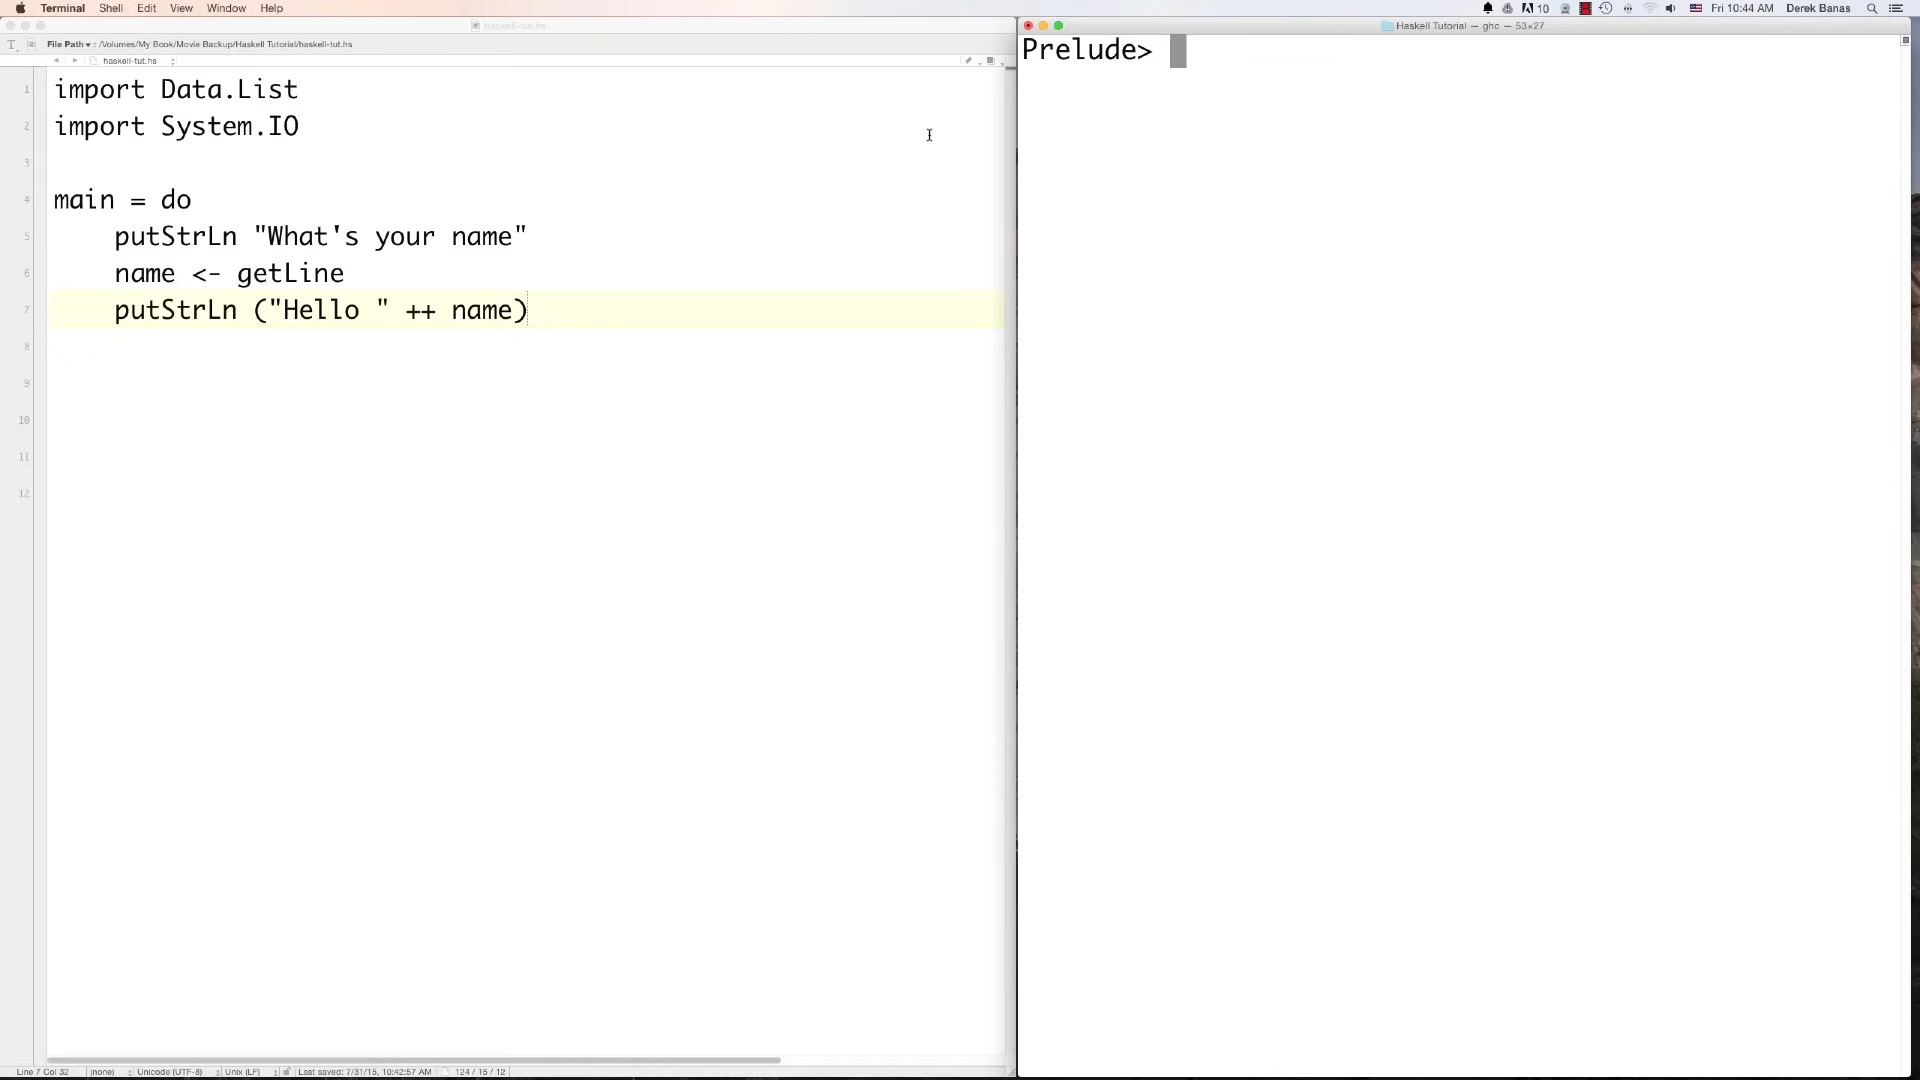 Terminal Shell Edit View Window Help
10 Fri 10:44 AM Derek Banas
haskell-tut.hs
Haskell Tutorial — ghc — 53×27
File Path ▾ : /Volumes/My Book/Movie Backup/Haskell Tutorial/haskell-tut.hs
haskell-tut.hs
1 import Data.List
2 import System.IO
3
4 main = do
5 putStrLn "What's your name"
6 name <- getLine
7 putStrLn ("Hello " ++ name)
8
9
10
11
12
Prelude>
Line 7 Col 32 (none) Unicode (UTF-8) Unix (LF) Last saved: 7/31/15, 10:42:57 AM 124 / 15 / 12